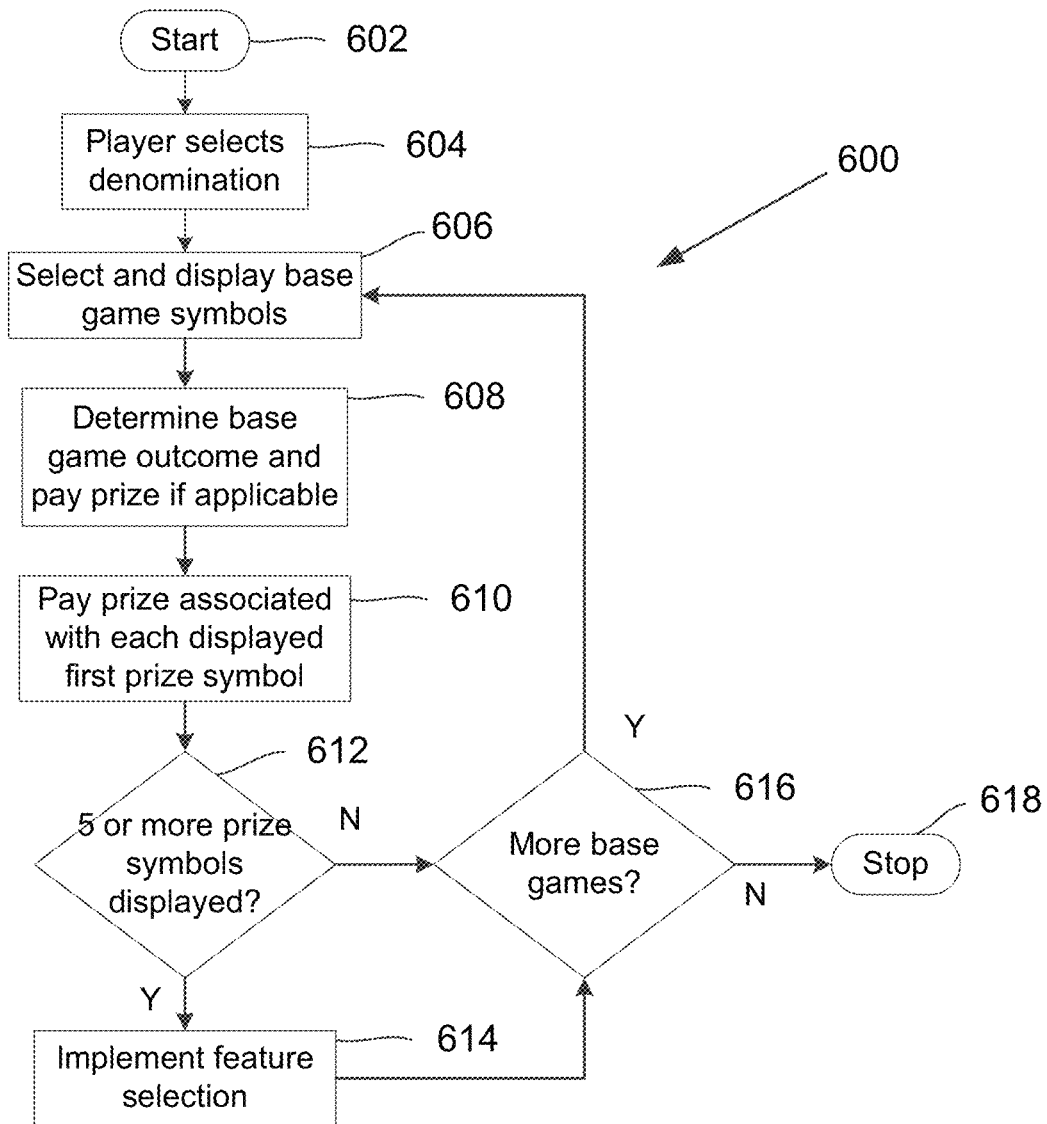 Start
602
Player selects
denomination
604
600
606
Select and display base
game symbols
608
Determine base
game outcome and
pay prize if applicable
Pay prize associated
with each displayed
first prize symbol
610
612
5 or more prize
symbols
displayed?
N
Y
616
More base
games?
N
618
Stop
Y
Implement feature
selection
614